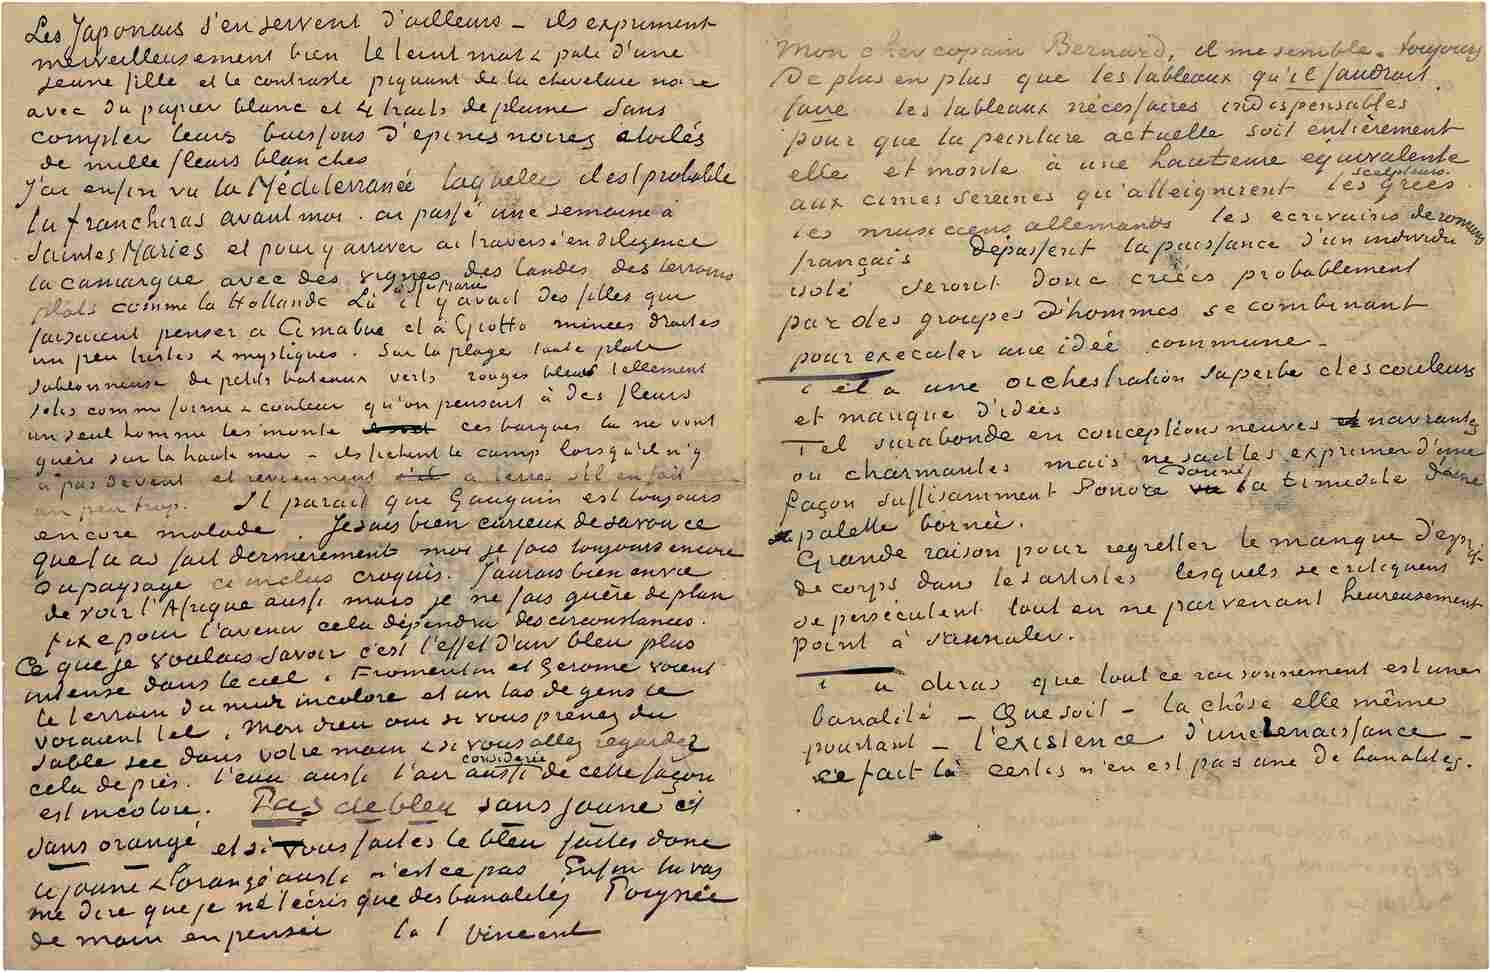 Les Japonais s'en servent d'ailleurs — ils expriment
merveilleusement bien le teint mat & pale d'une
jeune fille et le contraste piquant de la chevelure noire
avec du papier blanc et 4 traits de plume Sans
compter leurs buissons d'epines noires etoilés
de mille fleurs blanches
J'ai enfin vu la Méditerranée laquelle il est probable
tu franchiras avant moi. ai passé une semaine à
Saintes Maries et pour y arriver ai traversé en diligence
la camargue avec des vignes, des landes des terrains
plats comme la Hollande Là à Stes Maries il y avait des filles qui
faisaient penser a Cimabue et à Giotto minces droites
un peu tristes & mystiques. Sur la plage toute plate
sablonneuse de petits bateaux verts rouges bleus tellement
jolis comme forme & couleur qu'on pensait à des fleurs
un seul homme les monte ces barques la ne vont
guère sur la haute mer — ils fichent le camp lorsqu'il n'y
a pas de vent et reviennent a terre s'il en fait
un peu trop. Il parait que Gauguin est toujours
encore malade. Je suis bien curieux de savoir ce
que tu as fait dernierement moi je fais toujours encore
du paysage ci inclus croquis. J'aurais bien envie
de voir l'Afrique aussi mais je ne fais guère de plan
fixe pour l'avenir cela dependra des circonstances.
Ce que je voulais savoir c'est l'effet d'un bleu plus
intense dans le ciel. Fromentin et Gerome voient
le terrain du midi incolore et un tas de gens le
voyaient tel. Mon dieu oui si vous prenez du
sable sec dans votre main & si vous allez regarder
cela de près. l'eau aussi l'air aussi considéré de cette façon
est incolore. Pas de bleu sans jaune et
sans orangé et si vous faites le bleu faites donc
le jaune & l'orangé aussi n'est ce pas Enfin tu vas
me dire que je ne t'écris que des banalités Poignée
de main en pensée t. à t. Vincent
Mon cher copain Bernard, il me semble toujours
de plus en plus que les tableaux qu'il faudrait
faire les tableaux nécessaires indispensables
pour que la peinture actuelle soit entièrement
elle et monte à une hauteur équivalente
aux cimes sereines qu'atteignirent les sculpteurs grecs.
les musiciens allemands les ecrivains de romans
français dépassent la puissance d'un individu
isolé seront donc créés probablement
par des groupes d'hommes se combinant
pour executer une idée commune —
Tel a une orchestration superbe des couleurs
et manque d'idées
Tel surabonde en conceptions neuves navrantes
ou charmantes mais ne sait les exprimer d'une
façon suffisamment sonore donné la timidité d'une
palette bornée.
Grande raison pour regretter le manque d'esprit
de corps dans les artistes lesquels se critiquent
se persécutent tout en ne parvenant heureusement
point à s'annuler.
Tu diras que tout ce raisonnement est une
banalité — Que soit — la chôse elle même
pourtant — l'existence d'une Renaissance —
ce fait là certes n'en est pas une de banalités.